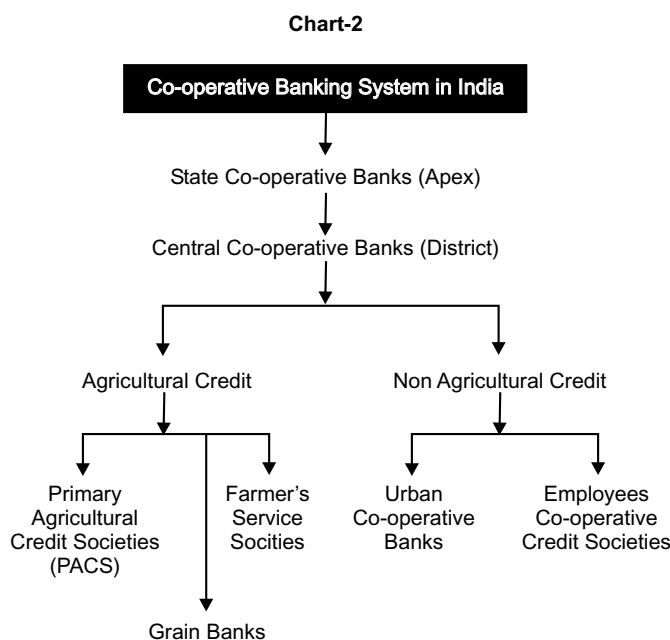 Chart-2
Co-operative Banking System in India
State Co-operative Banks (Apex)
Central Co-operative Banks (District)
Agricultural Credit
Non Agricultural Credit
Primary
Agricultural
Credit Societies
(PACS)
Grain Banks
Farmer's
Service
Socities
Urban
Co-operative
Banks
Employees
Co-operative
Credit Societies